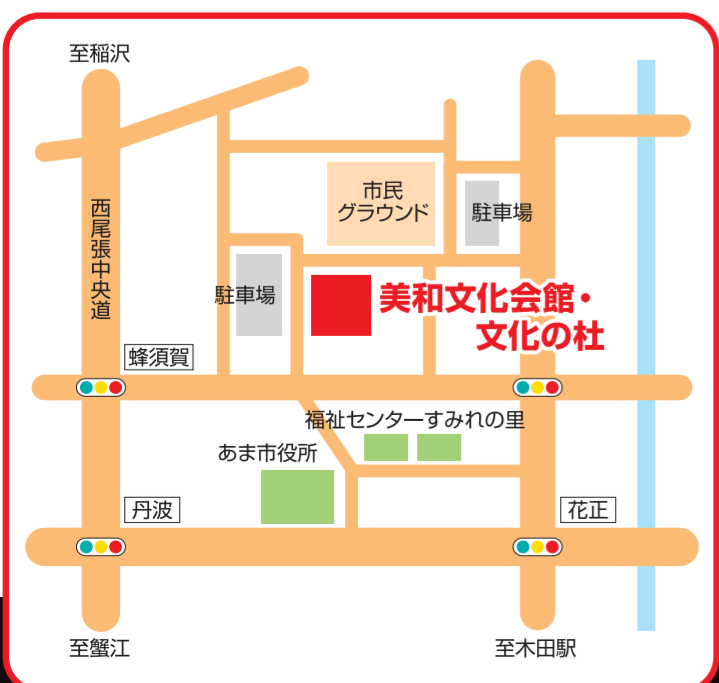 至稲沢
市民
グラウンド
駐車場
西尾張中央道
駐車場
美和文化会館・
文化の杜
蜂須賀
福祉センターすみれの里
あま市役所
丹波
花正
至蟹江
至木田駅